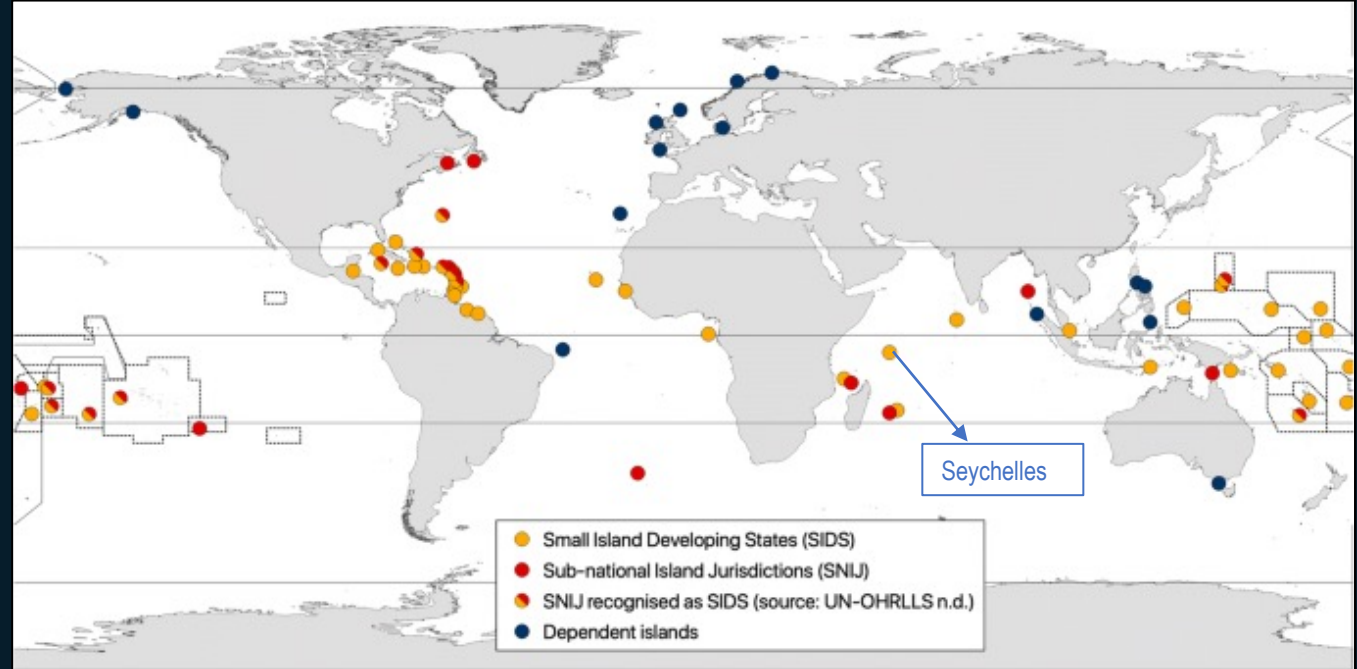 Seychelles
Small Island Developing States (SIDS)
Sub-national Island Jurisdictions (SNIJ)
SNIJ recognised as SIDS (source: UN-OHRLLS n.d.)
Dependent islands